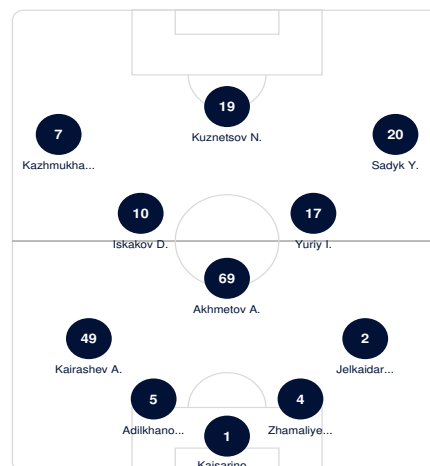 19
Kuznetsov N.
7
Kazhmukha...
20
Sadyk Y.
10
Iskakov D.
17
Yuriy I.
69
Akhmetov A.
49
Kairashev A.
2
Jelkaidar...
5
Adilkhano...
4
Zhamaliye...
1